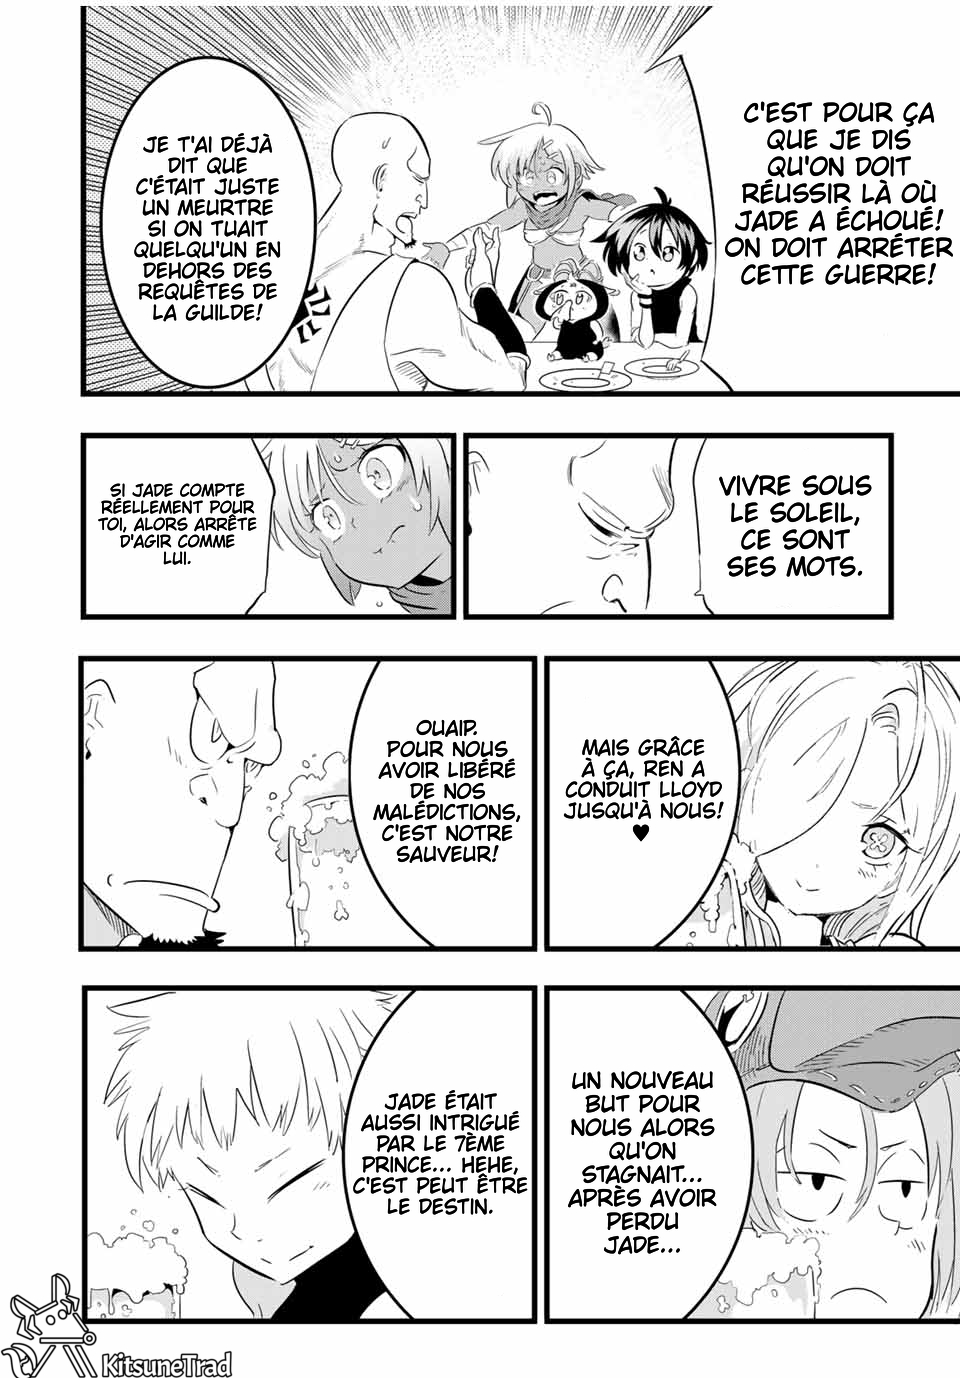 C'EST POUR ÇA
QUE JE DIS
QU'ON DOIT
RÉUSSIR LÀ OÙ
JADE A ÉCHOUÉ!
ON DOIT ARRÉTER
CETTE GUERRE!
JE T'AI DÉJÀ
DIT QUE
C'ÉTAIT JUSTE
UN MEURTRE
SI ON TUAIT
QUELQU'UN EN
DEHORS DES
REQUÊTES DE
LA GUILDE!
VIVRE SOUS
LE SOLEIL,
CE SONT
SES MOTS.
SI JADE COMPTE
RÉELLEMENT POUR
TOI, ALORS ARRÊTE
D'AGIR COMME
LUI.
MAIS GRÂCE
À ÇA, REN A
CONDUIT LLOYD
JUSQU'À NOUS!
♥
OUAIP.
POUR NOUS
AVOIR LIBÉRÉ
DE NOS
MALÉDICTIONS,
C'EST NOTRE
SAUVEUR!
UN NOUVEAU
BUT POUR
NOUS ALORS
QU'ON
STAGNAIT...
APRÈS AVOIR
PERDU
JADE...
JADE ÉTAIT
AUSSI INTRIGUÉ
PAR LE 7ÈME
PRINCE... HEHE,
C'EST PEUT ÊTRE
LE DESTIN.
KitsuneTrad